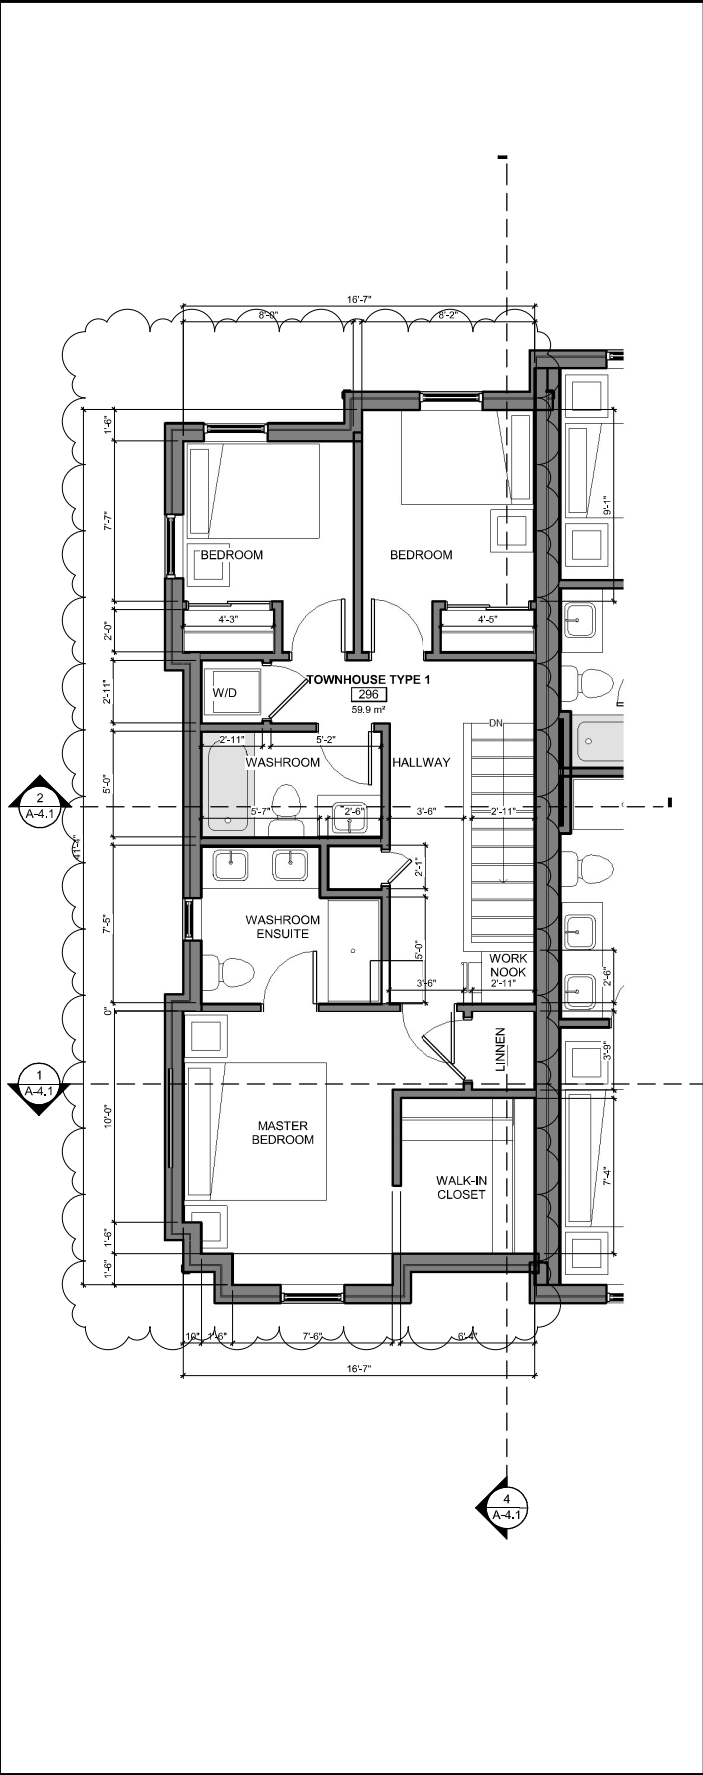 16'-7"
8'-0"
8'-2"
1'-6"
7'-7"
9'-1"
BEDROOM
BEDROOM
4'-3"
4'-5"
2'-0"
TOWNHOUSE TYPE 1
296
59.9 m²
W/D
2'-11"
DN
2'-11"
5'-2"
WASHROOM
HALLWAY
5'-0"
2
A-4.1
5'-7"
2'-6"
3'-6"
2'-11"
41'-4"
2'-1"
7'-5"
WASHROOM
ENSUITE
5'-0"
WORK
NOOK
3'-6"
2'-11"
2'-6"
0"
LINNEN
3'-9"
1
A-4.1
10'-0"
MASTER
BEDROOM
WALK-IN
CLOSET
7'-4"
1'-6"
1'-6"
10"
1'-6"
7'-6"
6'-4"
16'-7"
4
A-4.1